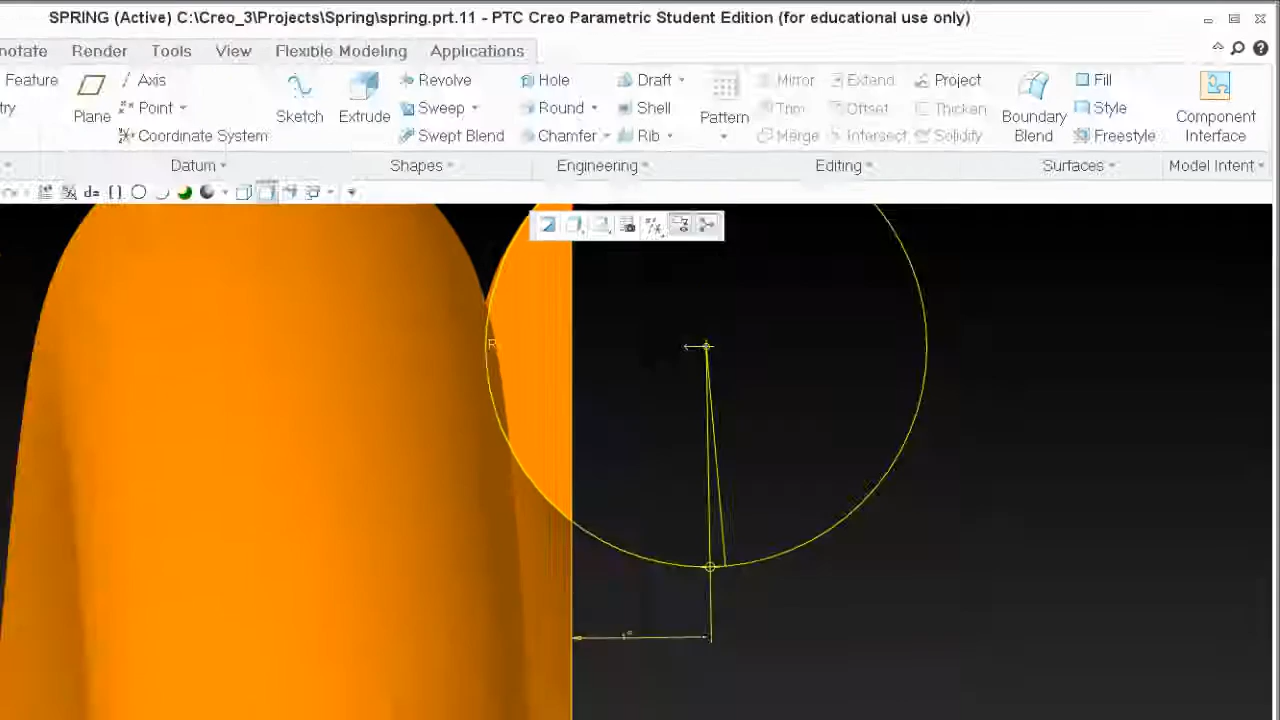 SPRING (Active) C:\Creo_3\Projects\Spring\spring.prt.11 - PTC Creo Parametric Student Edition (for educational use only)
notate Render Tools View Flexible Modeling Applications
Feature Axis Revolve Hole Draft Mirror Extend Project Fill
try Plane Point Sketch Extrude Sweep Round Shell Pattern Trim Offset Thicken Boundary Blend Style Component Interface
Coordinate System Swept Blend Chamfer Rib Merge Intersect Solidify Freestyle
Datum Shapes Engineering Editing Surfaces Model Intent
d=
R
1°